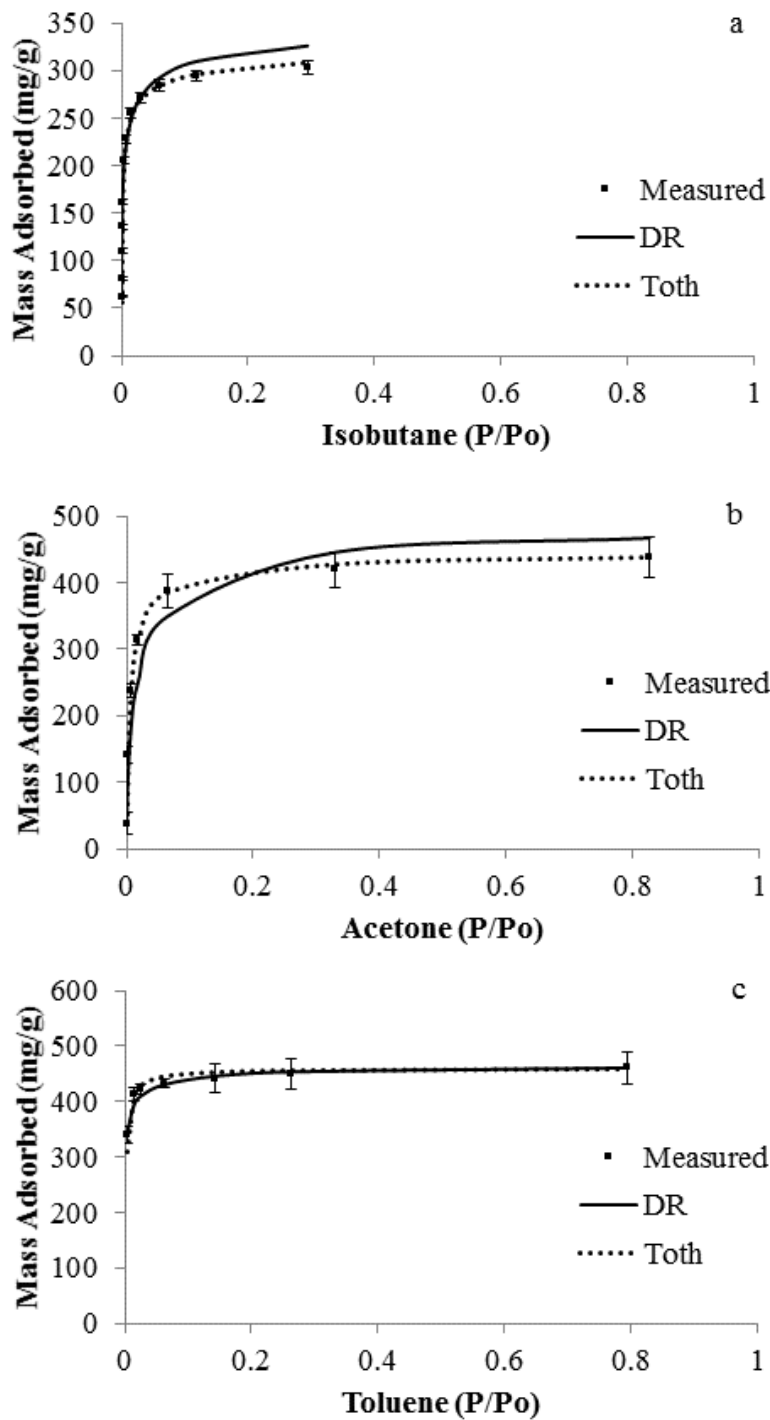 a
350
300
250
200
150
100
50
0
Mass Adsorbed (mg/g)
Measured
DR
Toth
0 0.2 0.4 0.6 0.8 1
Isobutane (P/Po)
b
500
400
300
200
100
0
Mass Adsorbed (mg/g)
Measured
DR
Toth
0 0.2 0.4 0.6 0.8 1
Acetone (P/Po)
c
600
500
400
300
200
100
0
Mass Adsorbed (mg/g)
Measured
DR
Toth
0 0.2 0.4 0.6 0.8 1
Toluene (P/Po)